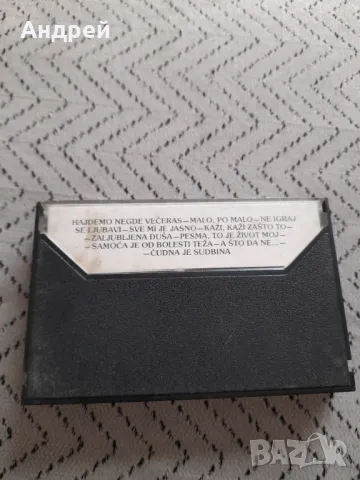 Андрей
HAJDEMO NEGDE VEČERAS—MALO, PO MALO—NE IGRAJ
SE LJUBAVI—SVE MI JE JASNO—KAŽI, KAŽI ZAŠTO TO—
—ZALJUBLJENA DUŠA—PESMA, TO JE ŽIVOT MOJ—
—SAMOĆA JE OD BOLESTI TEŽA—A ŠTO DA NE...—
—ČUDNA JE SUDBINA
BAZAR